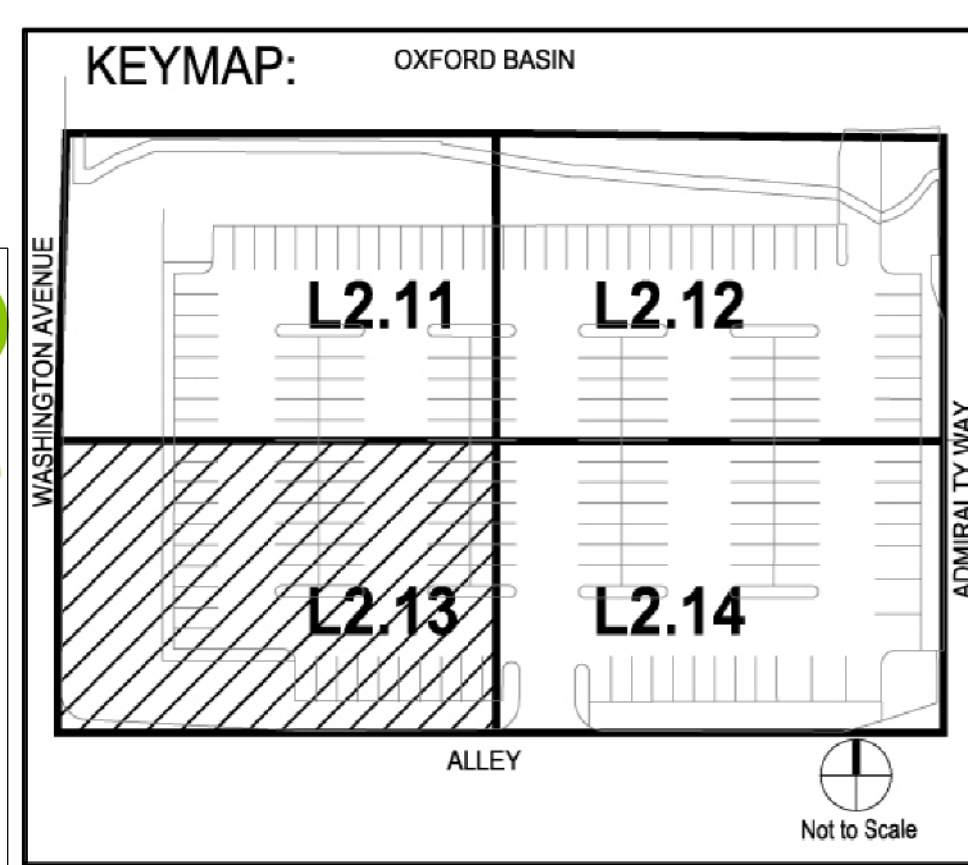 KEYMAP:
OXFORD BASIN
WASHINGTON AVENUE
L2.11
L2.12
ADMIRALTY WAY
L2.13
L2.14
ALLEY
Not to Scale